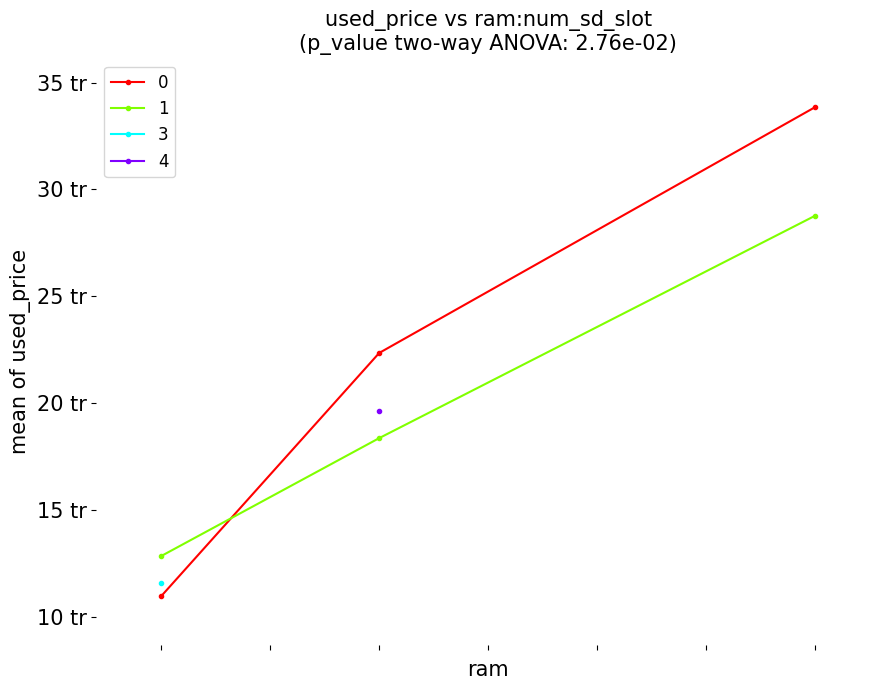 used_price vs ram:num_sd_slot
(p_value two-way ANOVA: 2.76e-02)
0
1
3
4
35 tr
30 tr
25 tr
20 tr
15 tr
10 tr
mean of used_price
ram